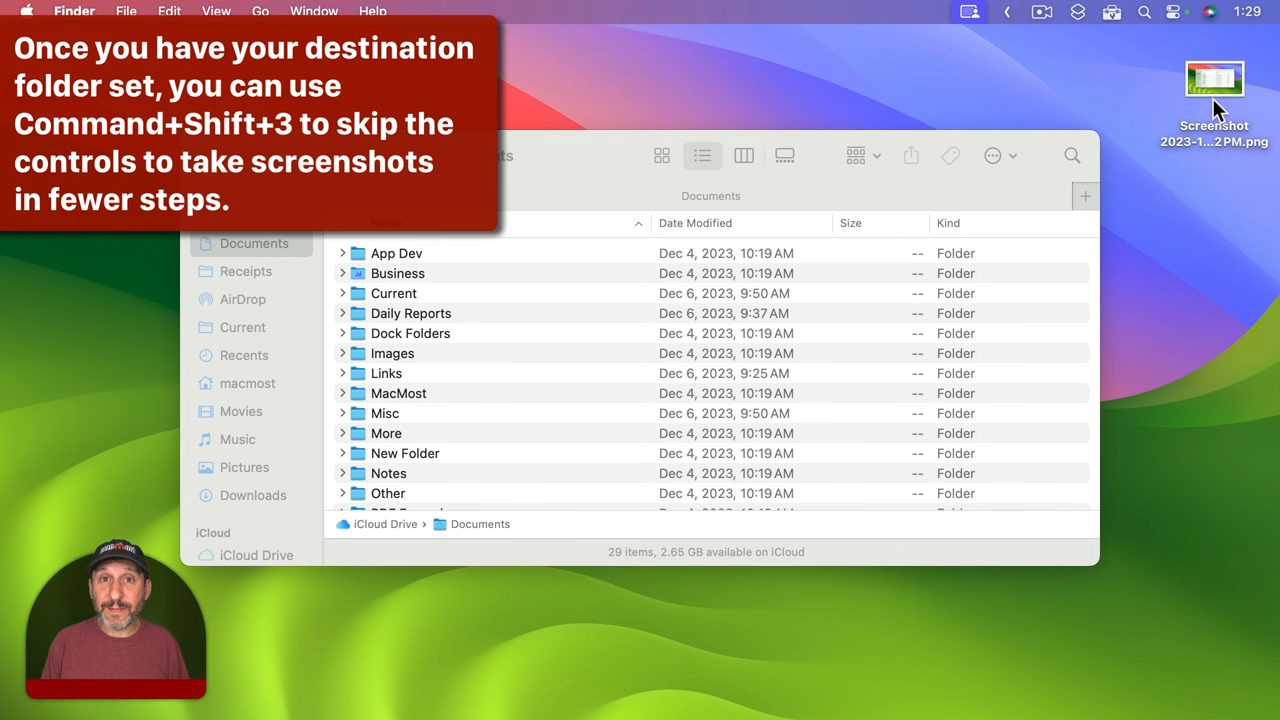 Finder File Edit View Go Window Help 1:29
Once you have your destination
folder set, you can use
Command+Shift+3 to skip the
controls to take screenshots
in fewer steps.
Screenshot
2023-1...2 PM.png
Documents
Name Date Modified Size Kind
Documents
Receipts
AirDrop
Current
Recents
macmost
Movies
Music
Pictures
Downloads
iCloud
iCloud Drive
App Dev Dec 4, 2023, 10:19 AM -- Folder
Business Dec 4, 2023, 10:19 AM -- Folder
Current Dec 6, 2023, 9:50 AM -- Folder
Daily Reports Dec 6, 2023, 9:37 AM -- Folder
Dock Folders Dec 4, 2023, 10:19 AM -- Folder
Images Dec 4, 2023, 10:19 AM -- Folder
Links Dec 6, 2023, 9:25 AM -- Folder
MacMost Dec 4, 2023, 10:19 AM -- Folder
Misc Dec 6, 2023, 9:50 AM -- Folder
More Dec 4, 2023, 10:19 AM -- Folder
New Folder Dec 4, 2023, 10:19 AM -- Folder
Notes Dec 4, 2023, 10:19 AM -- Folder
Other Dec 4, 2023, 10:19 AM -- Folder
iCloud Drive › Documents
29 items, 2.65 GB available on iCloud